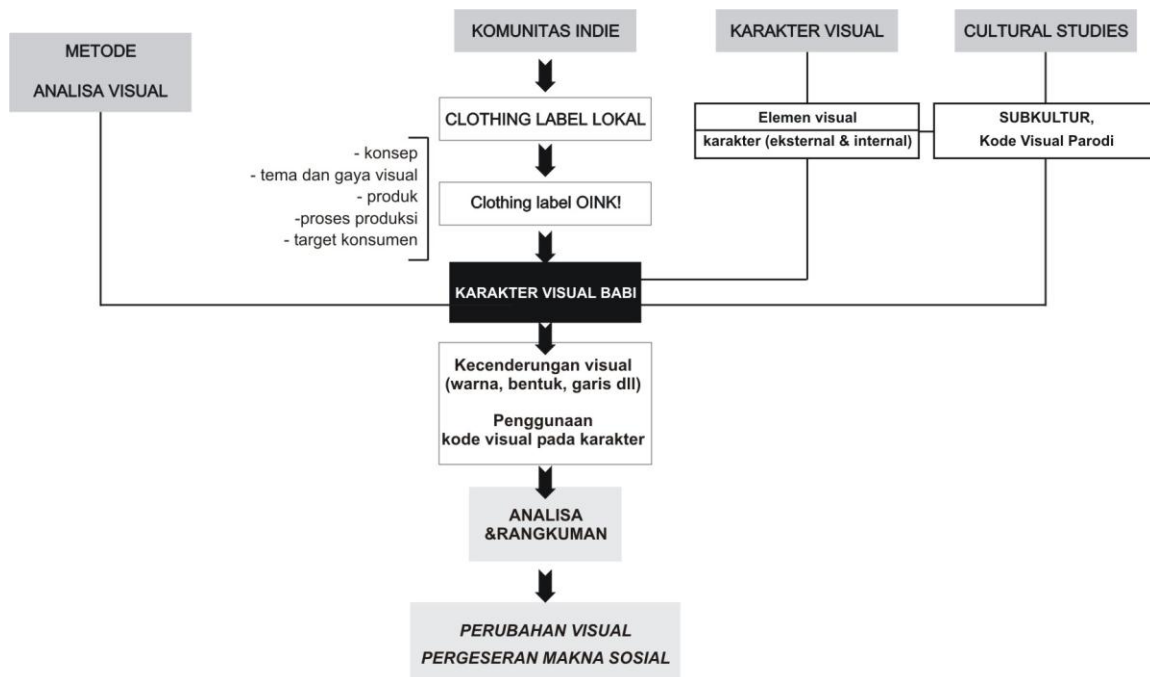 METODE
ANALISA VISUAL
KOMUNITAS INDIE
KARAKTER VISUAL
CULTURAL STUDIES
CLOTHING LABEL LOKAL
Elemen visual
karakter (eksternal & internal)
SUBKULTUR,
Kode Visual Parodi
- konsep
- tema dan gaya visual
- produk
-proses produksi
- target konsumen
Clothing label OINK!
KARAKTER VISUAL BABI
Kecenderungan visual
(warna, bentuk, garis dll)
Penggunaan
kode visual pada karakter
ANALISA
&RANGKUMAN
PERUBAHAN VISUAL
PERGESERAN MAKNA SOSIAL